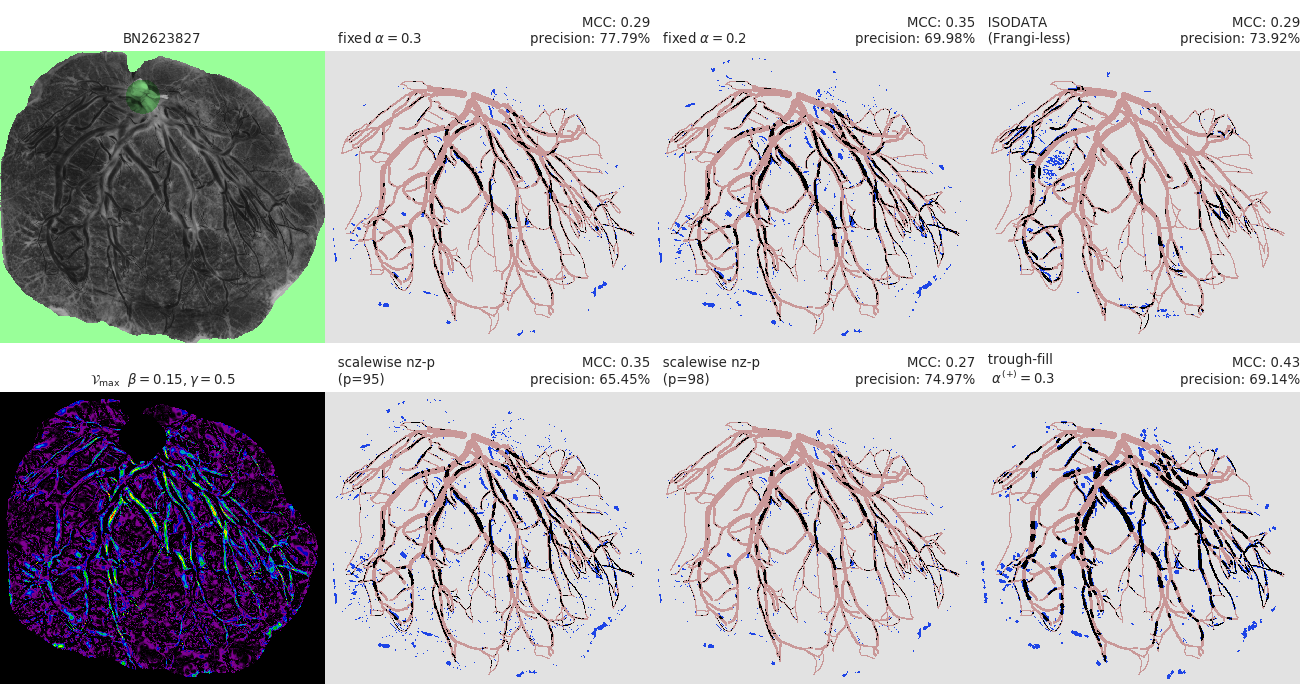 BN2623827
fixed α = 0.3
MCC: 0.29
precision: 77.79%
fixed α = 0.2
MCC: 0.35
precision: 69.98%
ISODATA
(Frangi-less)
MCC: 0.29
precision: 73.92%
𝒱max β = 0.15, γ = 0.5
scalewise nz-p
(p=95)
MCC: 0.35
precision: 65.45%
scalewise nz-p
(p=98)
MCC: 0.27
precision: 74.97%
trough-fill
α(+) = 0.3
MCC: 0.43
precision: 69.14%